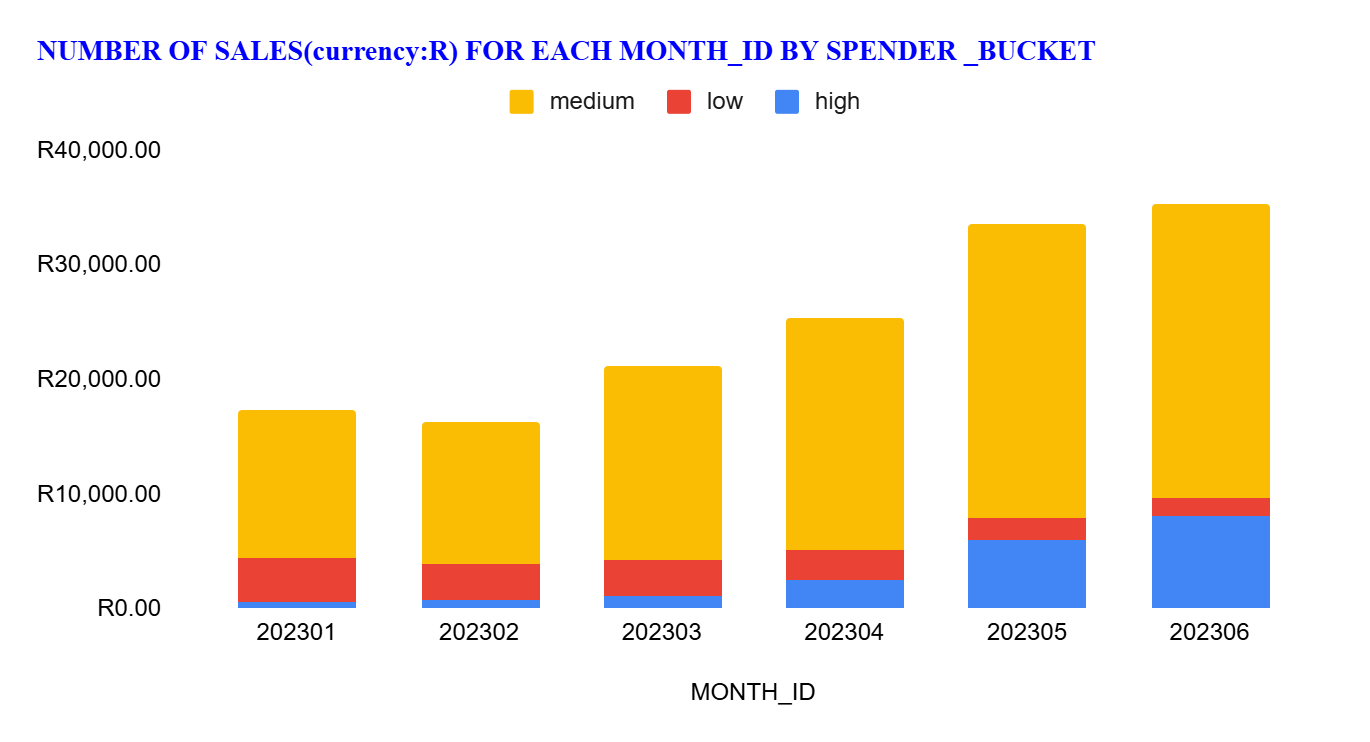 NUMBER OF SALES(currency:R) FOR EACH MONTH_ID BY SPENDER _BUCKET
medium low high
R40,000.00
R30,000.00
R20,000.00
R10,000.00
R0.00
202301 202302 202303 202304 202305 202306
MONTH_ID